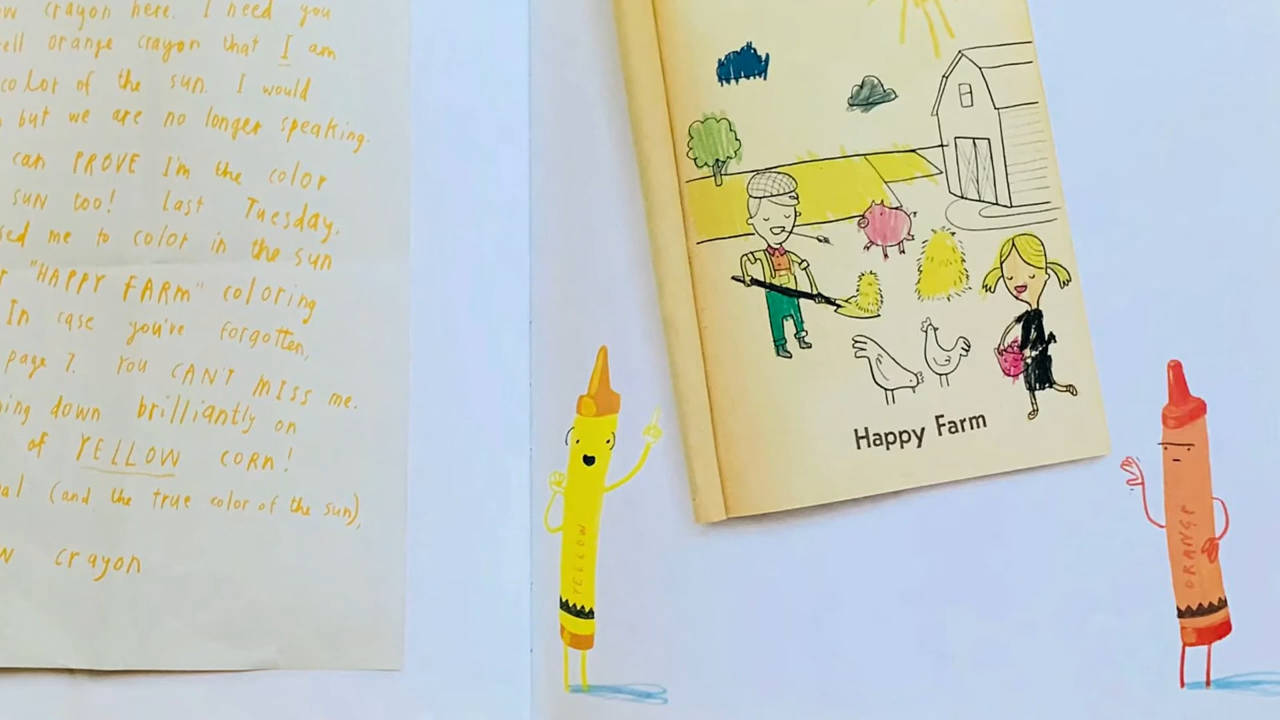 crayon here. I need you
orange crayon that I am
color of the sun. I would
but we are no longer speaking.
can PROVE I'm the color
sun too! Last Tuesday,
me to color in the sun
"HAPPY FARM" coloring
In case you've forgotten,
page 7. YOU CAN'T MISS me.
down brilliantly on
of YELLOW CORN!
(and the true color of the sun),
crayon
YELLOW
Happy Farm
ORANGE